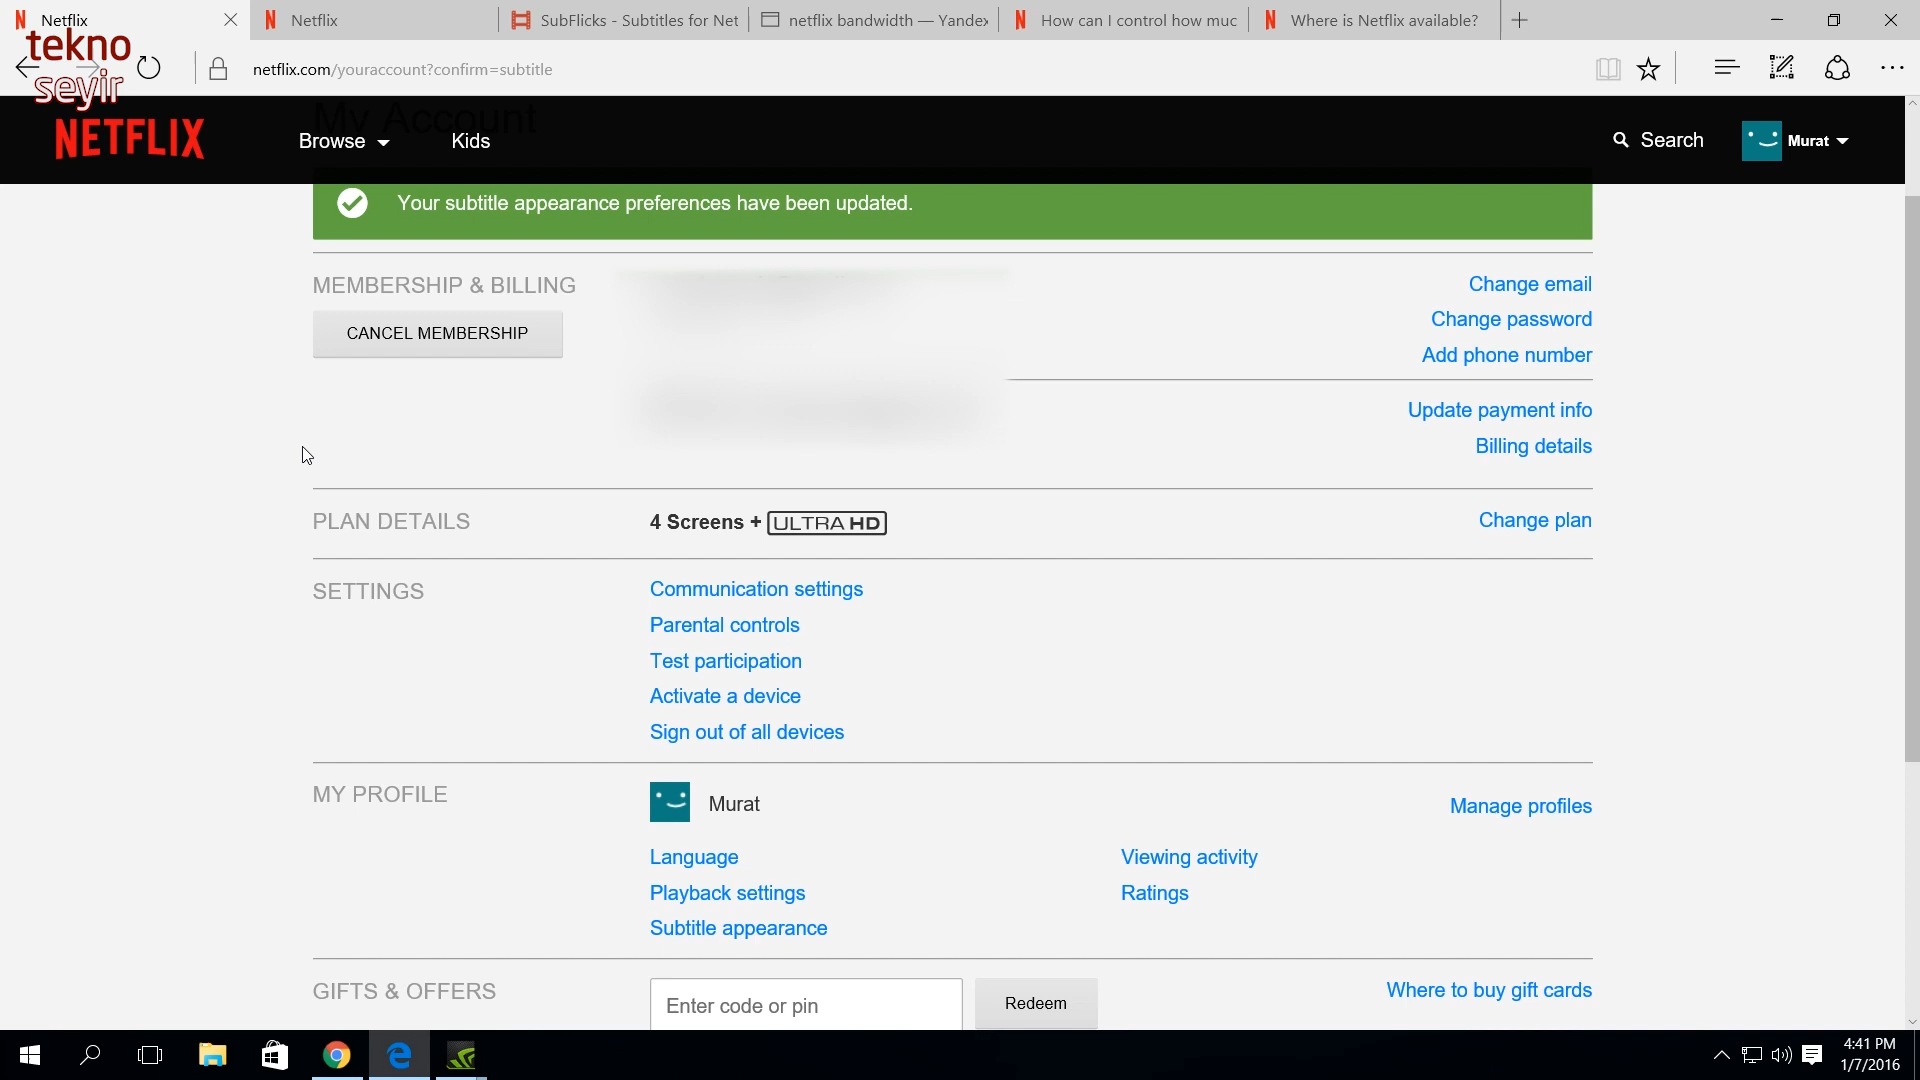 Netflix
Netflix
SubFlicks - Subtitles for Net
netflix bandwidth — Yandex
How can I control how muc
Where is Netflix available?
tekno
seyir
netflix.com/youraccount?confirm=subtitle
My Account
NETFLIX
Browse
Kids
Search
Murat
Your subtitle appearance preferences have been updated.
MEMBERSHIP & BILLING
Change email
CANCEL MEMBERSHIP
Change password
Add phone number
Update payment info
Billing details
PLAN DETAILS
4 Screens + ULTRA HD
Change plan
SETTINGS
Communication settings
Parental controls
Test participation
Activate a device
Sign out of all devices
MY PROFILE
Murat
Manage profiles
Language
Viewing activity
Playback settings
Ratings
Subtitle appearance
GIFTS & OFFERS
Enter code or pin
Redeem
Where to buy gift cards
4:41 PM
1/7/2016